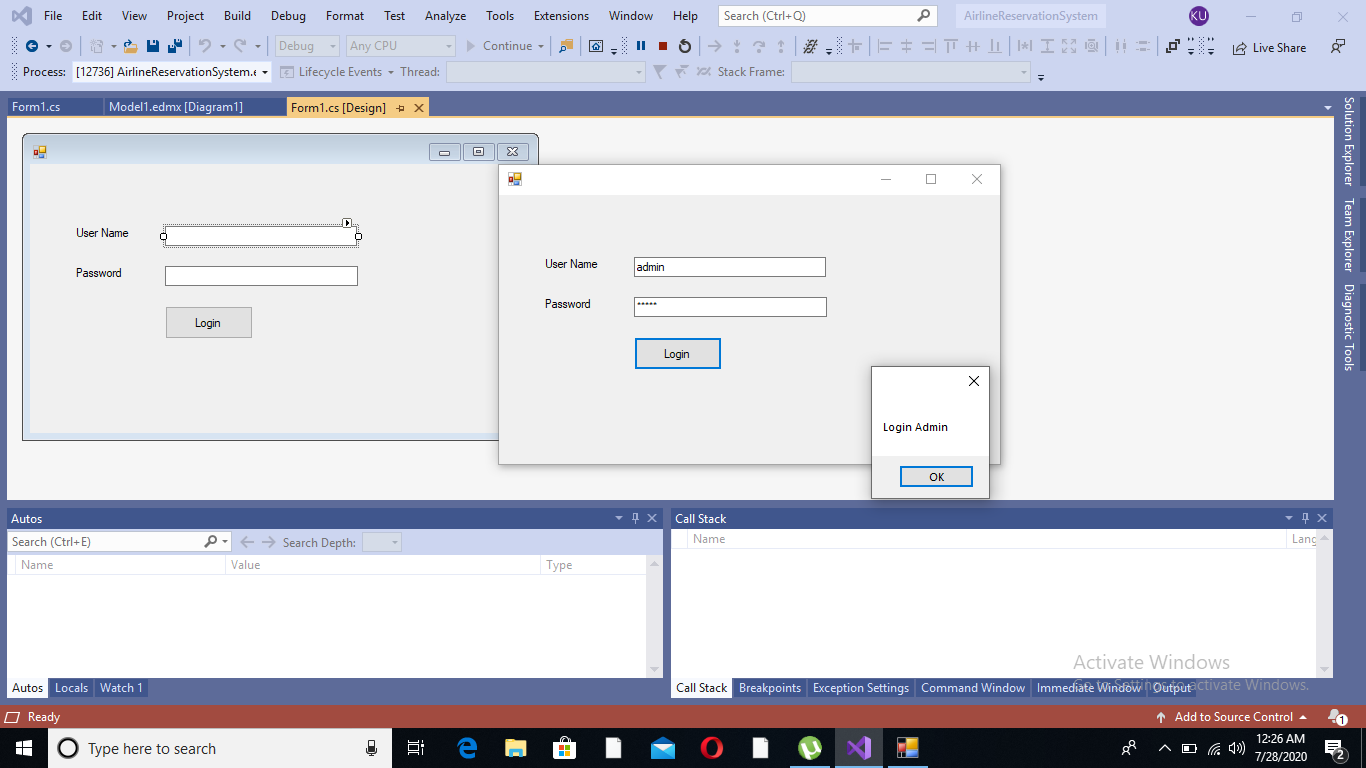 File Edit View Project Build Debug Format Test Analyze Tools Extensions Window Help Search (Ctrl+Q) AirlineReservationSystem KU
Debug Any CPU Continue Live Share
Process: [12736] AirlineReservationSystem.e Lifecycle Events Thread: Stack Frame:
Form1.cs Model1.edmx [Diagram1] Form1.cs [Design]
Solution Explorer
Team Explorer
Diagnostic Tools
User Name
Password
Login
User Name admin
Password *****
Login
Login Admin
OK
Autos
Search (Ctrl+E) Search Depth:
Name Value Type
Autos Locals Watch 1
Call Stack
Name Lang
Activate Windows
Go to Settings to activate Windows.
Call Stack Breakpoints Exception Settings Command Window Immediate Window Output
Ready Add to Source Control 1
Type here to search 12:26 AM
7/28/2020 2